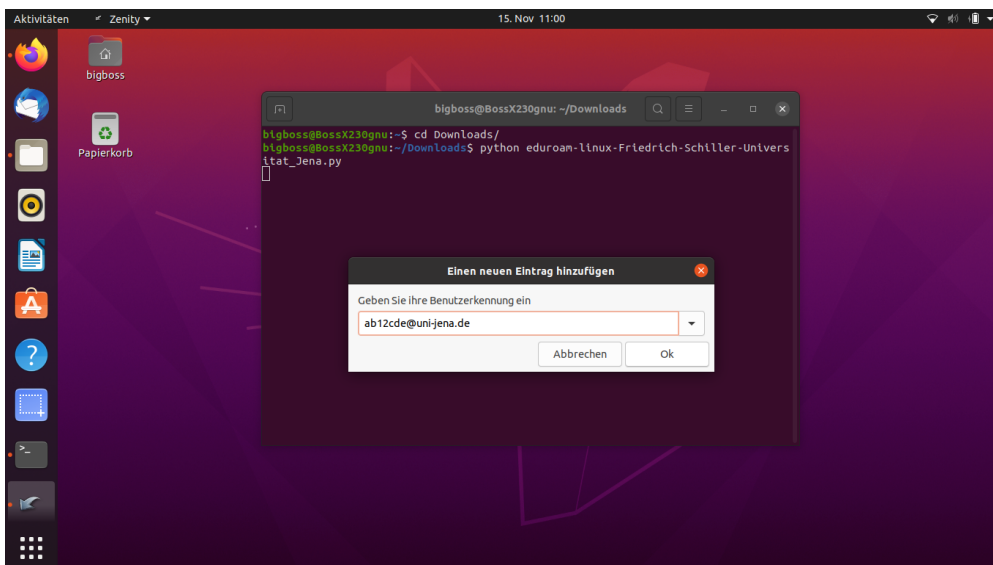 Aktivitäten
Zenity
15. Nov 11:00
bigboss
Papierkorb
bigboss@BossX230gnu: ~/Downloads
bigboss@BossX230gnu:~$ cd Downloads/
bigboss@BossX230gnu:~/Downloads$ python eduroam-linux-Friedrich-Schiller-Univers
itat_Jena.py
Einen neuen Eintrag hinzufügen
Geben Sie ihre Benutzerkennung ein
ab12cde@uni-jena.de
Abbrechen
Ok